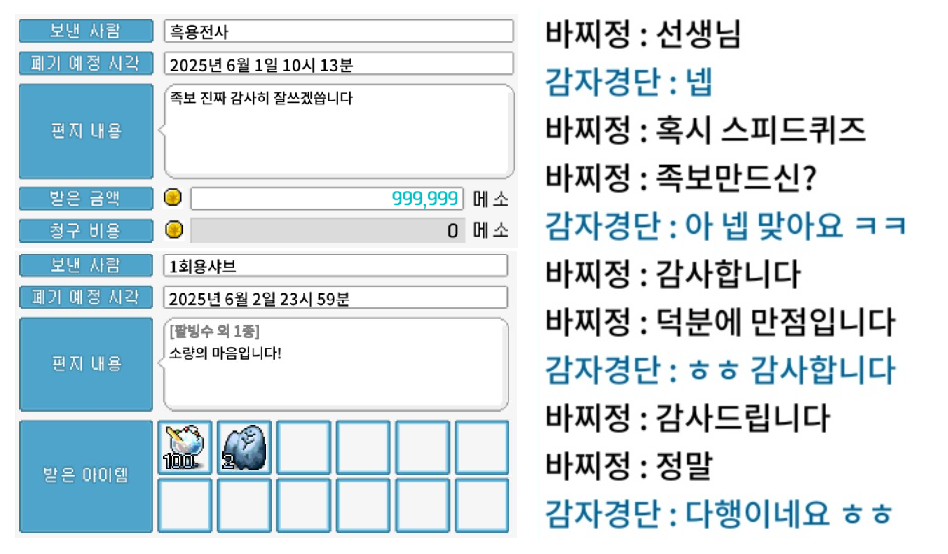 보낸 사람 흑용전사
폐기 예정 시각 2025년 6월 1일 10시 13분
편지 내용 족보 진짜 감사히 잘쓰겠씁니다
받은 금액 999,999 메소
청구 비용 0 메소
보낸 사람 1회용샤브
폐기 예정 시각 2025년 6월 2일 23시 59분
[팥빙수 외 1종]
편지 내용 소량의 마음입니다!
받은 아이템 100 2
바찌정 : 선생님
감자경단 : 넵
바찌정 : 혹시 스피드퀴즈
바찌정 : 족보만드신?
감자경단 : 아 넵 맞아요 ㅋㅋ
바찌정 : 감사합니다
바찌정 : 덕분에 만점입니다
감자경단 : ㅎㅎ 감사합니다
바찌정 : 감사드립니다
바찌정 : 정말
감자경단 : 다행이네요 ㅎㅎ